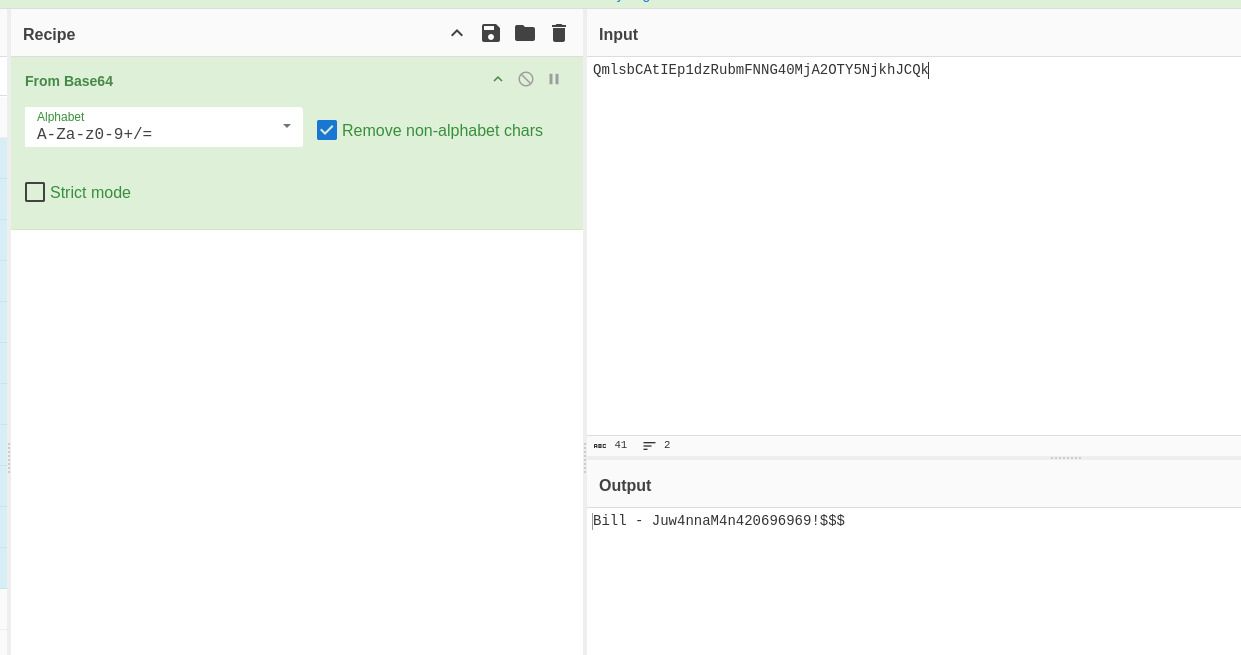 Recipe
From Base64
Alphabet
A-Za-z0-9+/=
Remove non-alphabet chars
Strict mode
Input
QmlsbCAtIEp1dzRubmFNNG40MjA2OTY5NjkhJCQk
ABC 41 2
Output
Bill - Juw4nnaM4n420696969!$$$